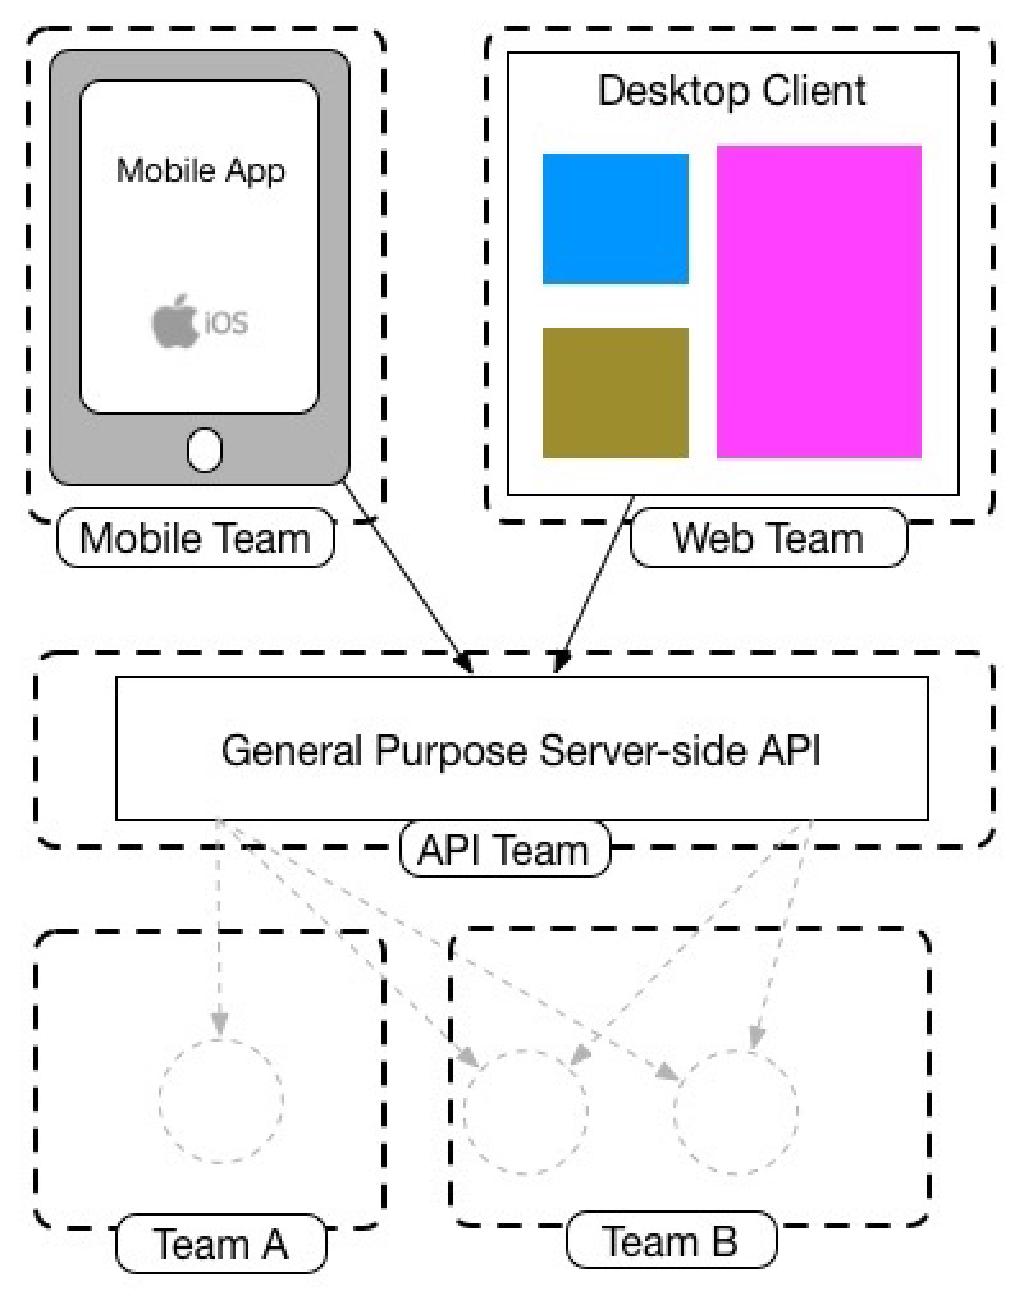 Desktop Client
Mobile App
iOS
Mobile Team
Web Team
General Purpose Server-side API
API Team
Team A
Team B